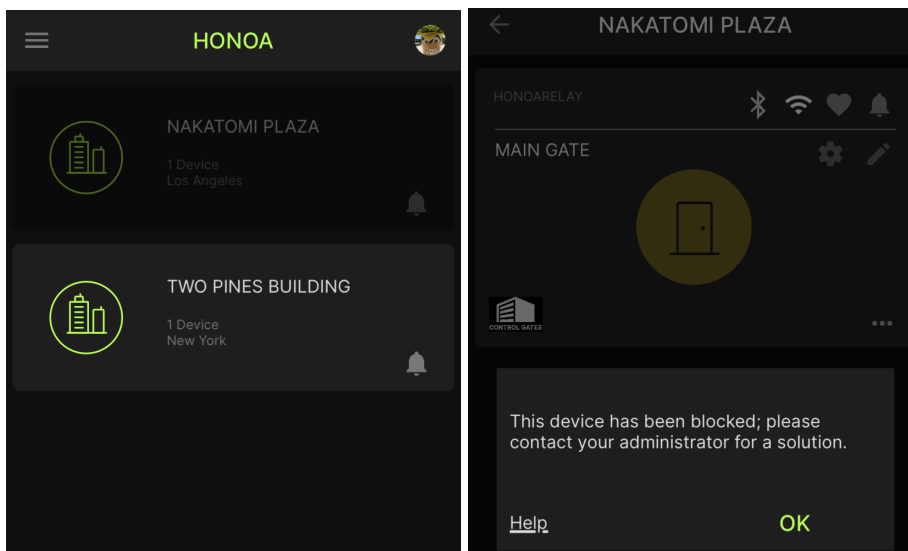 HONOA
NAKATOMI PLAZA
1 Device
Los Angeles
TWO PINES BUILDING
1 Device
New York
NAKATOMI PLAZA
HONOARELAY
MAIN GATE
CONTROL GATES
This device has been blocked; please
contact your administrator for a solution.
Help
OK